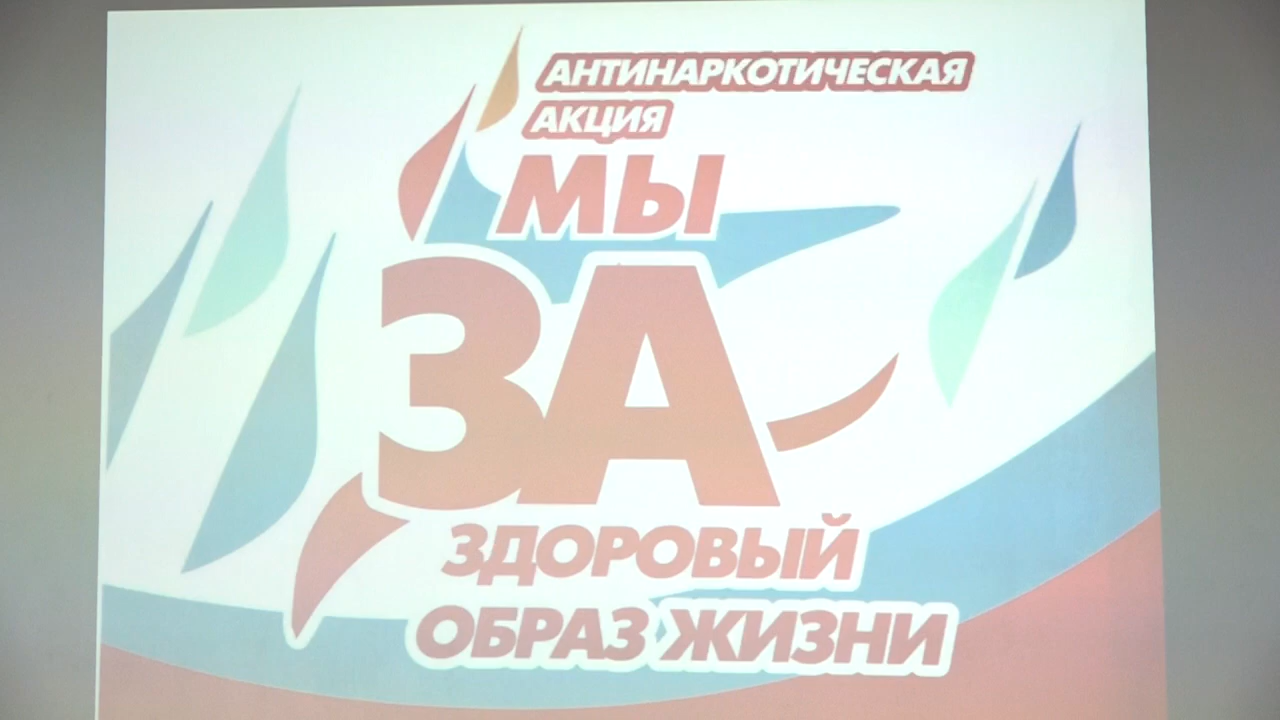 АНТИНАРКОТИЧЕСКАЯ
АКЦИЯ
МЫ
ЗА
ЗДОРОВЫЙ
ОБРАЗ ЖИЗНИ